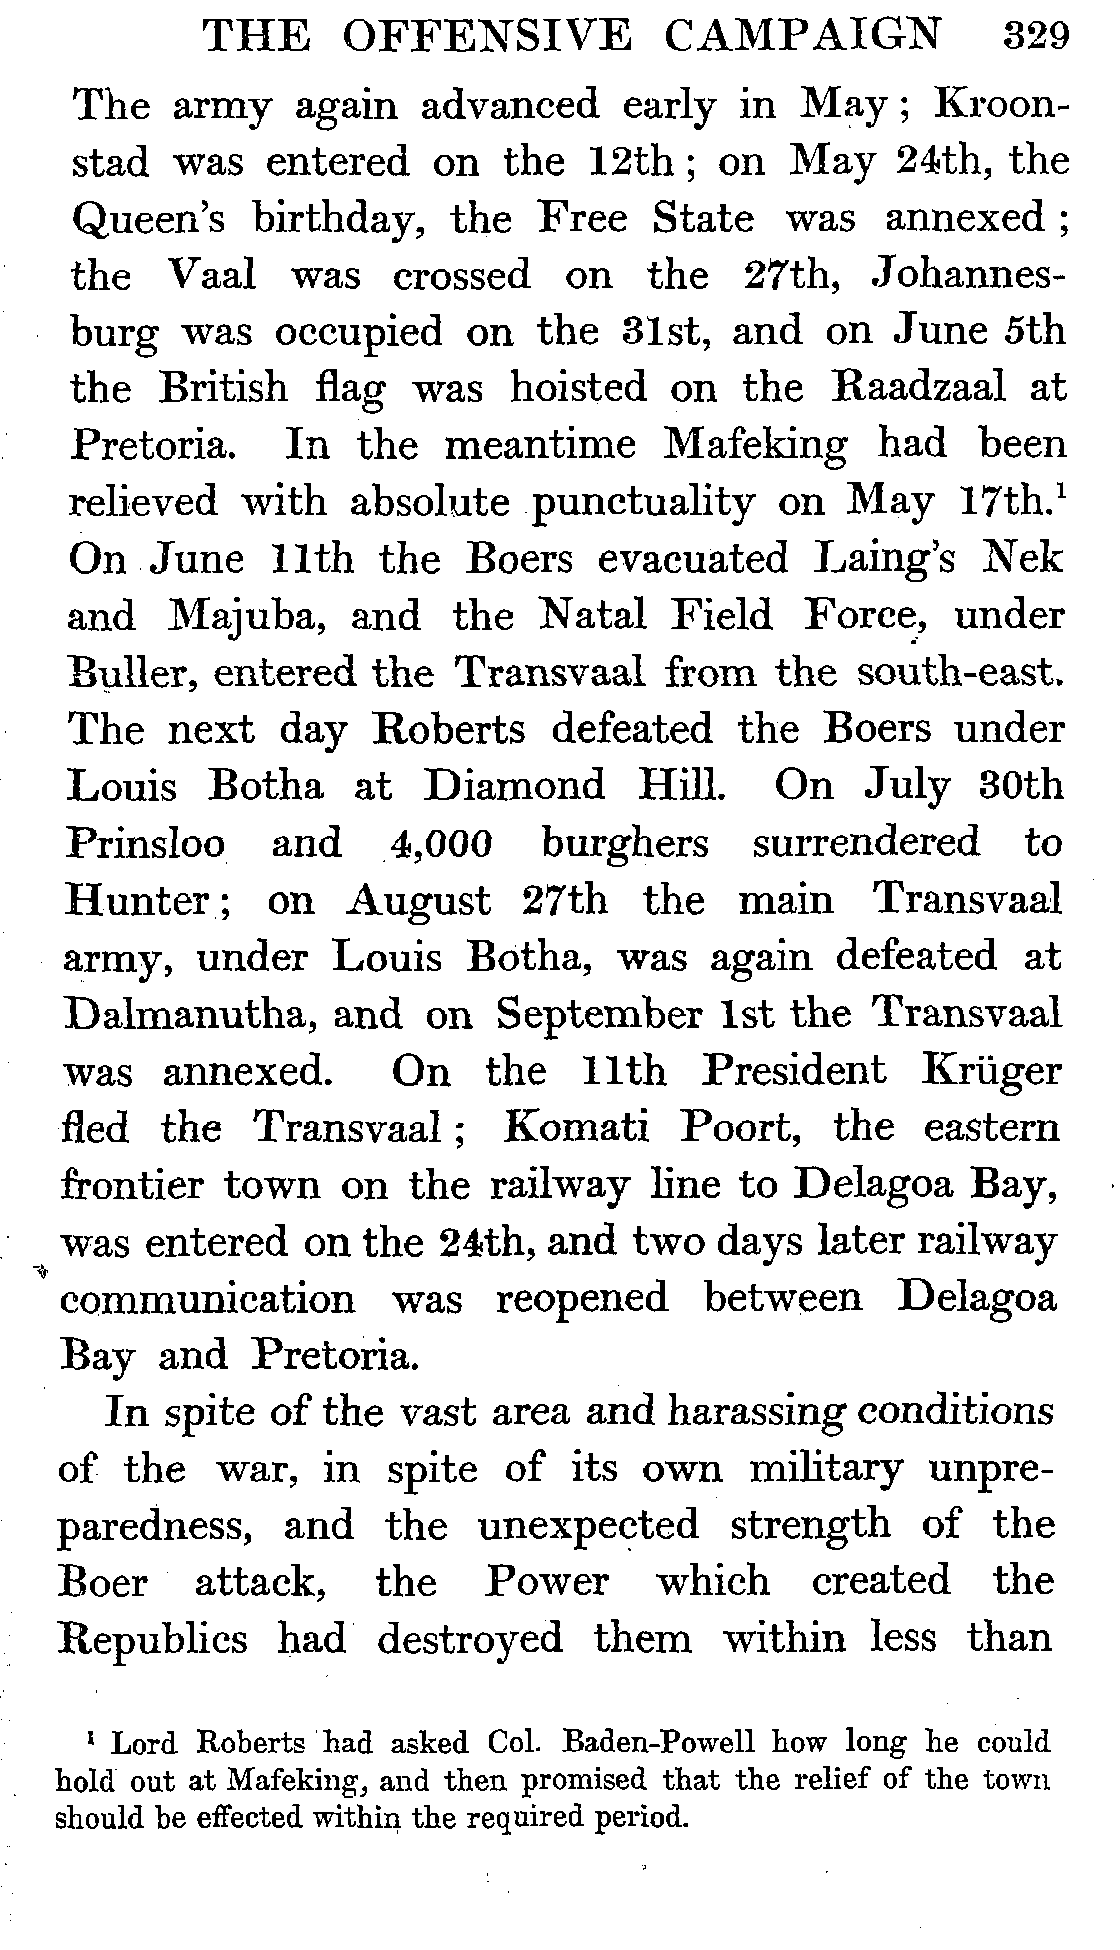 THE OFFENSIVE CAMPAIGN 329
The army again advanced early in May ; Kroon-
stad was entered on the 12th ; on May 24th, the
Queen's birthday, the Free State was annexed ;
the Vaal was crossed on the 27th, Johannes-
burg was occupied on the 31st, and on June 5th
the British flag was hoisted on the Raadzaal at
Pretoria. In the meantime Mafeking had been
relieved with absolute punctuality on May 17th.¹
On June 11th the Boers evacuated Laing's Nek
and Majuba, and the Natal Field Force, under
Buller, entered the Transvaal from the south-east.
The next day Roberts defeated the Boers under
Louis Botha at Diamond Hill. On July 30th
Prinsloo and 4,000 burghers surrendered to
Hunter ; on August 27th the main Transvaal
army, under Louis Botha, was again defeated at
Dalmanutha, and on September 1st the Transvaal
was annexed. On the 11th President Krüger
fled the Transvaal ; Komati Poort, the eastern
frontier town on the railway line to Delagoa Bay,
was entered on the 24th, and two days later railway
communication was reopened between Delagoa
Bay and Pretoria.
In spite of the vast area and harassing conditions
of the war, in spite of its own military unpre-
paredness, and the unexpected strength of the
Boer attack, the Power which created the
Republics had destroyed them within less than
¹ Lord Roberts had asked Col. Baden-Powell how long he could
hold out at Mafeking, and then promised that the relief of the town
should be effected within the required period.